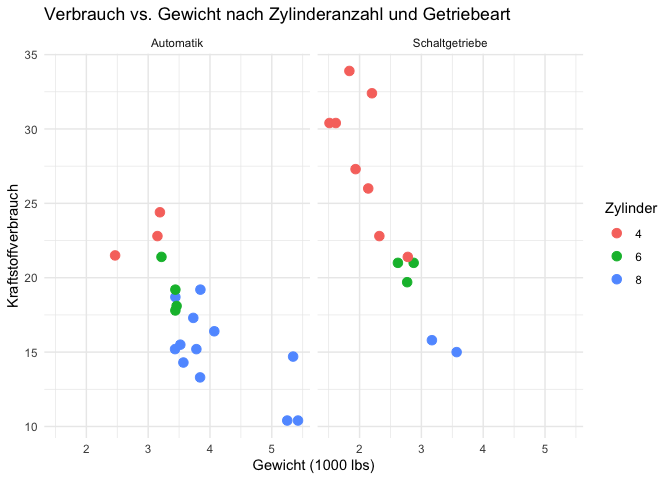 Verbrauch vs. Gewicht nach Zylinderanzahl und Getriebeart
Automatik
Schaltgetriebe
35
30
25
20
15
10
Kraftstoffverbrauch
2 3 4 5
2 3 4 5
Gewicht (1000 lbs)
Zylinder
4
6
8